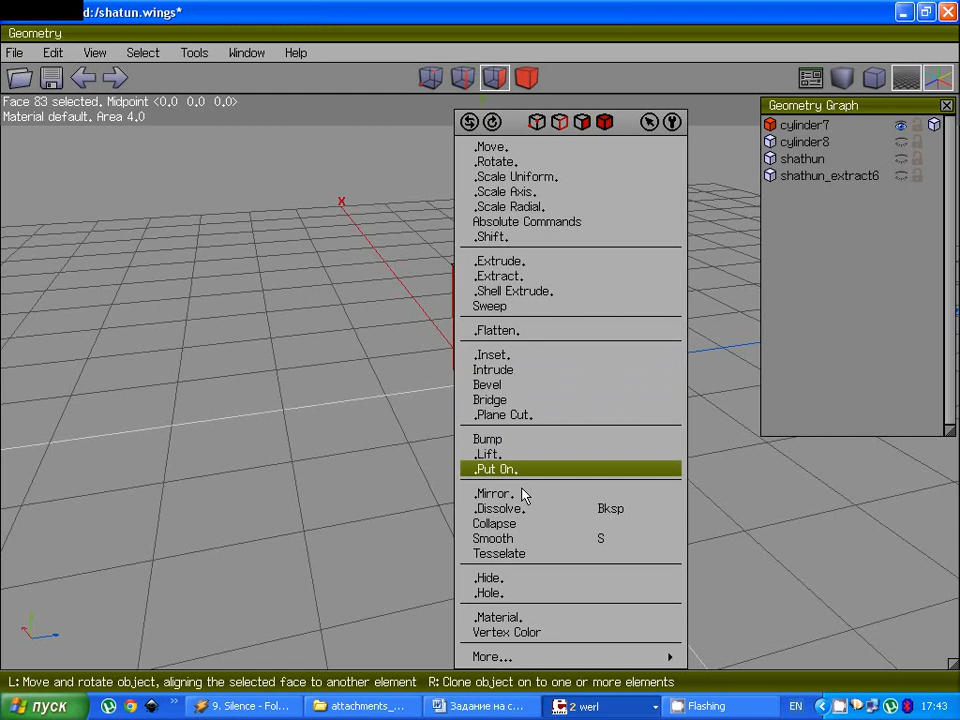 d:/shatun.wings*
Geometry
File Edit View Select Tools Window Help
Face 83 selected. Midpoint <0.0 0.0 0.0>
Material default. Area 4.0
Geometry Graph
cylinder7
cylinder8
shathun
shathun_extract6
.Move.
.Rotate.
.Scale Uniform.
.Scale Axis.
.Scale Radial.
Absolute Commands
.Shift.
.Extrude.
.Extract.
.Shell Extrude.
Sweep
.Flatten.
.Inset.
Intrude
Bevel
Bridge
.Plane Cut.
Bump
.Lift.
.Put On.
.Mirror.
.Dissolve. Bksp
Collapse
Smooth S
Tesselate
.Hide.
.Hole.
.Material.
Vertex Color
More...
X
L: Move and rotate object, aligning the selected face to another element R: Clone object on to one or more elements
пуск 9. Silence - Fol... attachments_... Задание на с... 2 werl Flashing EN 17:43